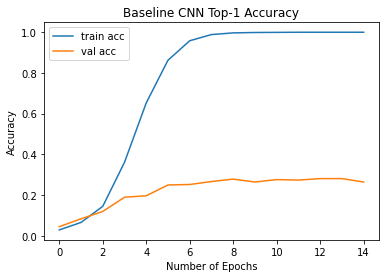 Baseline CNN Top-1 Accuracy
train acc
val acc
1.0
0.8
0.6
0.4
0.2
0.0
Accuracy
0 2 4 6 8 10 12 14
Number of Epochs